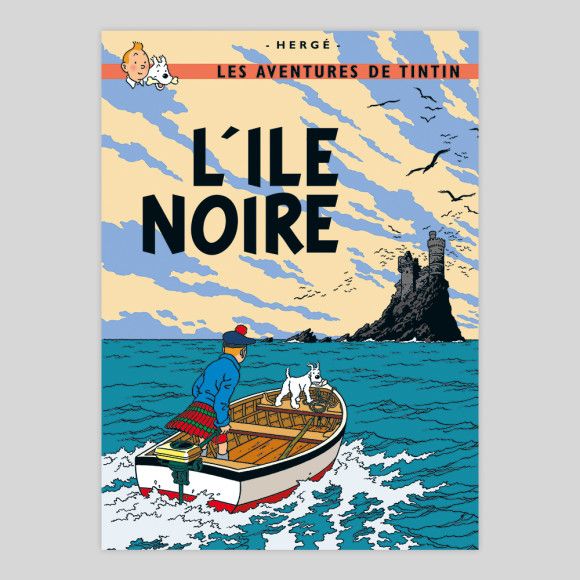 - HERGÉ -
LES AVENTURES DE TINTIN
L'ILE
NOIRE